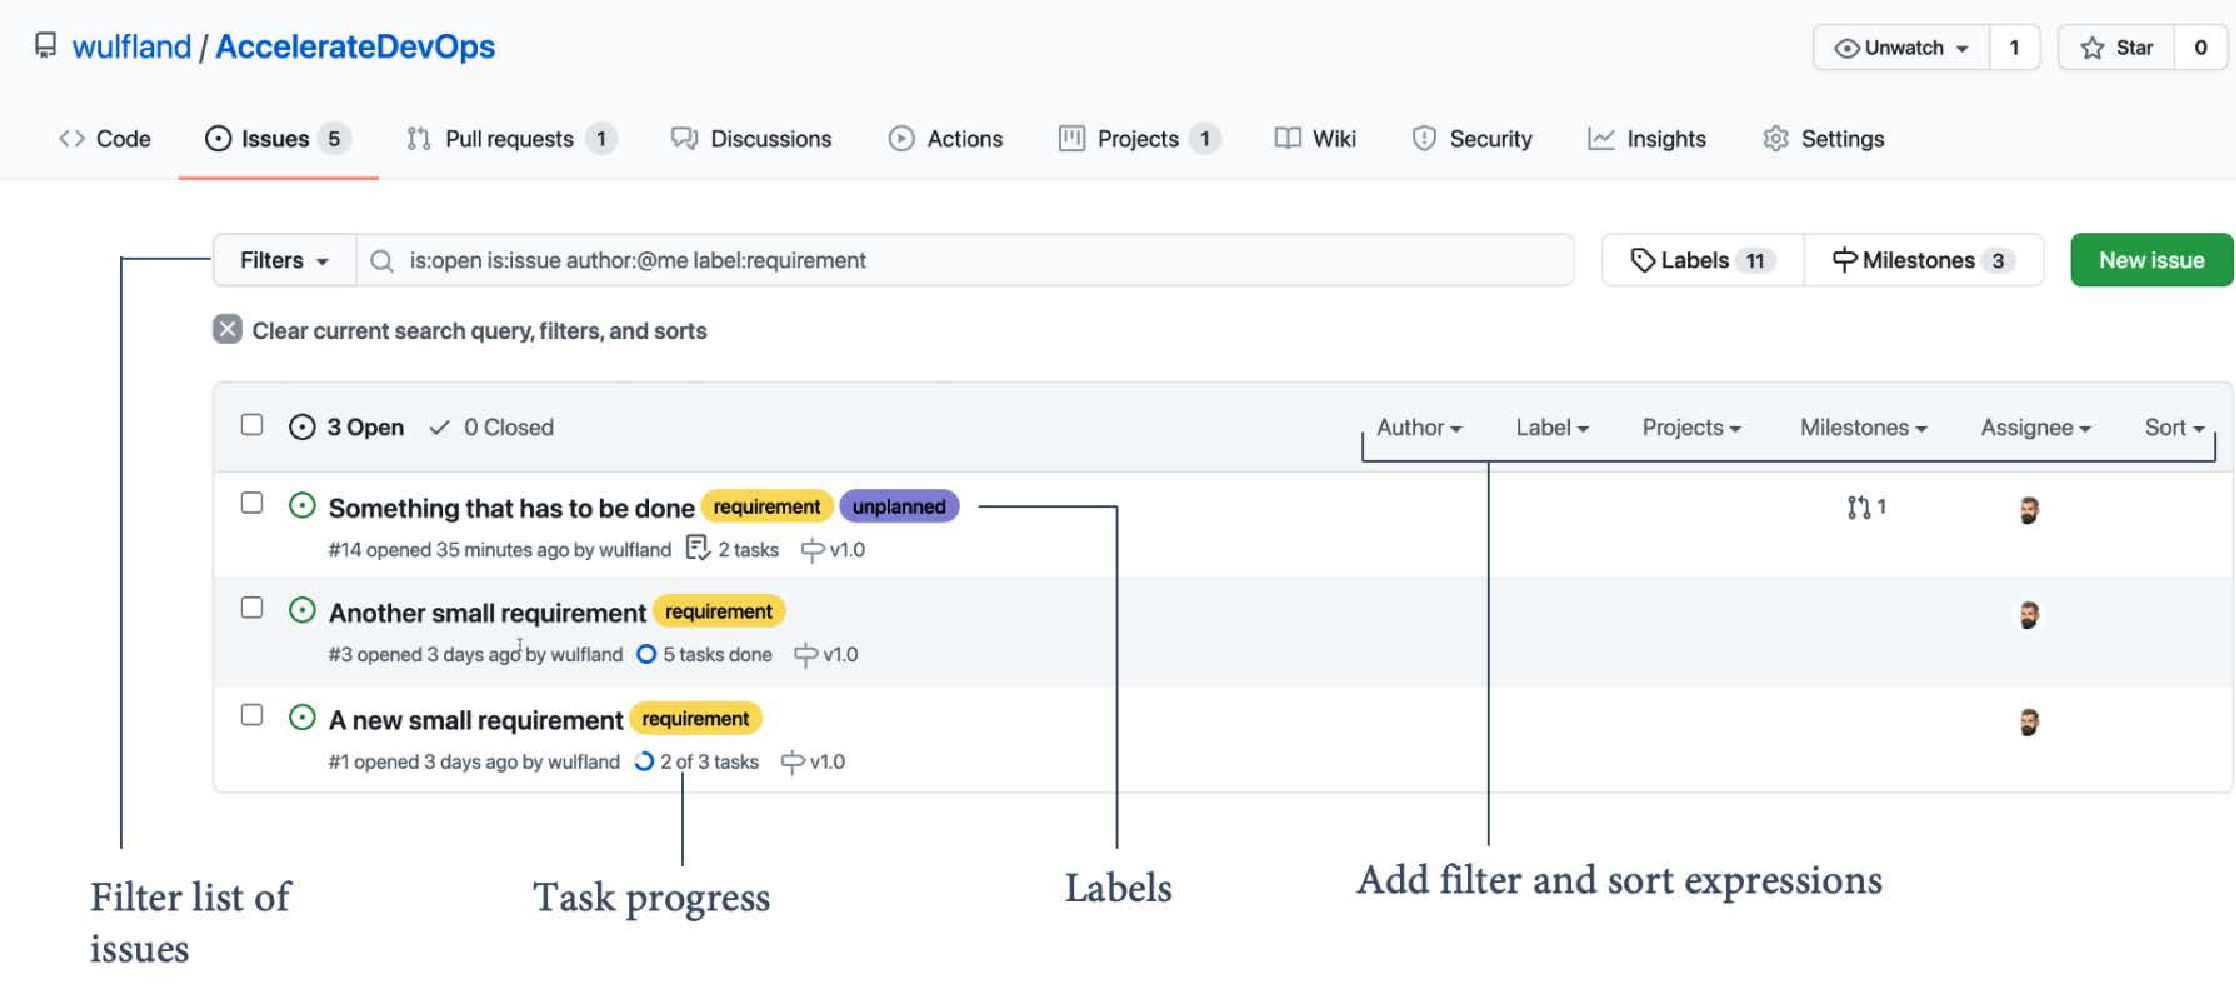 wulfland / AccelerateDevOps
Unwatch 1 Star 0
Code Issues 5 Pull requests 1 Discussions Actions Projects 1 Wiki Security Insights Settings
Filters is:open is:issue author:@me label:requirement Labels 11 Milestones 3 New issue
Clear current search query, filters, and sorts
3 Open 0 Closed Author Label Projects Milestones Assignee Sort
Something that has to be done requirement unplanned 1
#14 opened 35 minutes ago by wulfland 2 tasks v1.0
Another small requirement requirement
#3 opened 3 days ago by wulfland 5 tasks done v1.0
A new small requirement requirement
#1 opened 3 days ago by wulfland 2 of 3 tasks v1.0
Filter list of
issues
Task progress
Labels
Add filter and sort expressions